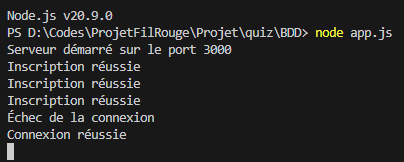 Node.js v20.9.0
PS D:\Codes\ProjetFilRouge\Projet\quiz\BDD> node app.js
Serveur démarré sur le port 3000
Inscription réussie
Inscription réussie
Inscription réussie
Échec de la connexion
Connexion réussie